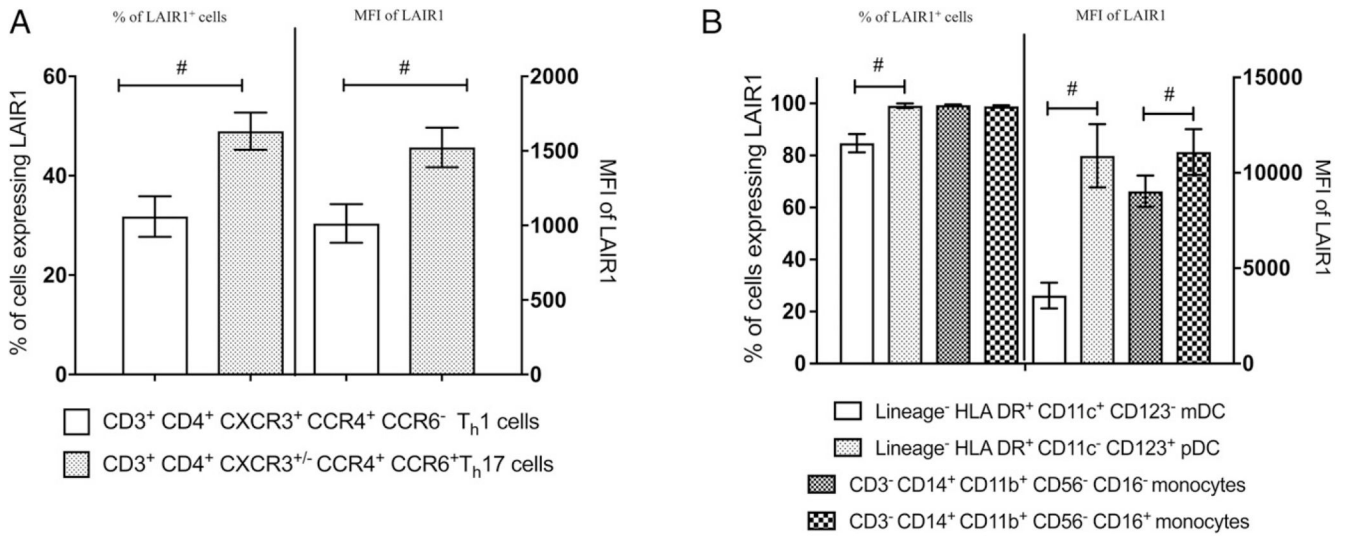 A
% of LAIR1⁺ cells
MFI of LAIR1
#
#
% of cells expressing LAIR1
60
40
20
0
2000
1500
1000
500
0
MFI of LAIR1
CD3⁺ CD4⁺ CXCR3⁺ CCR4⁺ CCR6⁻ Tₕ1 cells
CD3⁺ CD4⁺ CXCR3⁺/⁻ CCR4⁺ CCR6⁺Tₕ17 cells
B
% of LAIR1⁺ cells
MFI of LAIR1
#
#
#
% of cells expressing LAIR1
100
80
60
40
20
0
15000
10000
5000
0
MFI of LAIR1
Lineage⁻ HLA DR⁺ CD11c⁺ CD123⁻ mDC
Lineage⁻ HLA DR⁺ CD11c⁻ CD123⁺ pDC
CD3⁻ CD14⁺ CD11b⁺ CD56⁻ CD16⁻ monocytes
CD3⁻ CD14⁺ CD11b⁺ CD56⁻ CD16⁺ monocytes